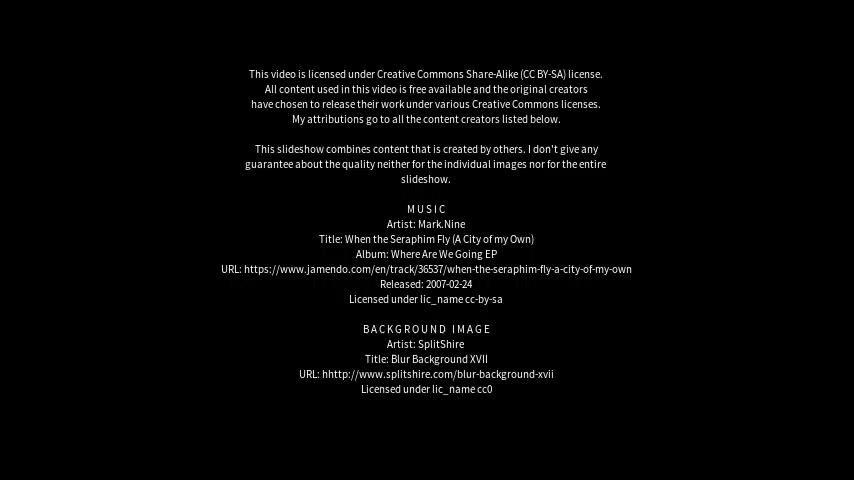 This video is licensed under Creative Commons Share-Alike (CC BY-SA) license.
All content used in this video is free available and the original creators
have chosen to release their work under various Creative Commons licenses.
My attributions go to all the content creators listed below.
This slideshow combines content that is created by others. I don't give any
guarantee about the quality neither for the individual images nor for the entire
slideshow.
MUSIC
Artist: Mark.Nine
Title: When the Seraphim Fly (A City of my Own)
Album: Where Are We Going EP
URL: https://www.jamendo.com/en/track/36537/when-the-seraphim-fly-a-city-of-my-own
Released: 2007-02-24
Licensed under lic_name cc-by-sa
BACKGROUND IMAGE
Artist: SplitShire
Title: Blur Background XVII
URL: hhttp://www.splitshire.com/blur-background-xvii
Licensed under lic_name cc0